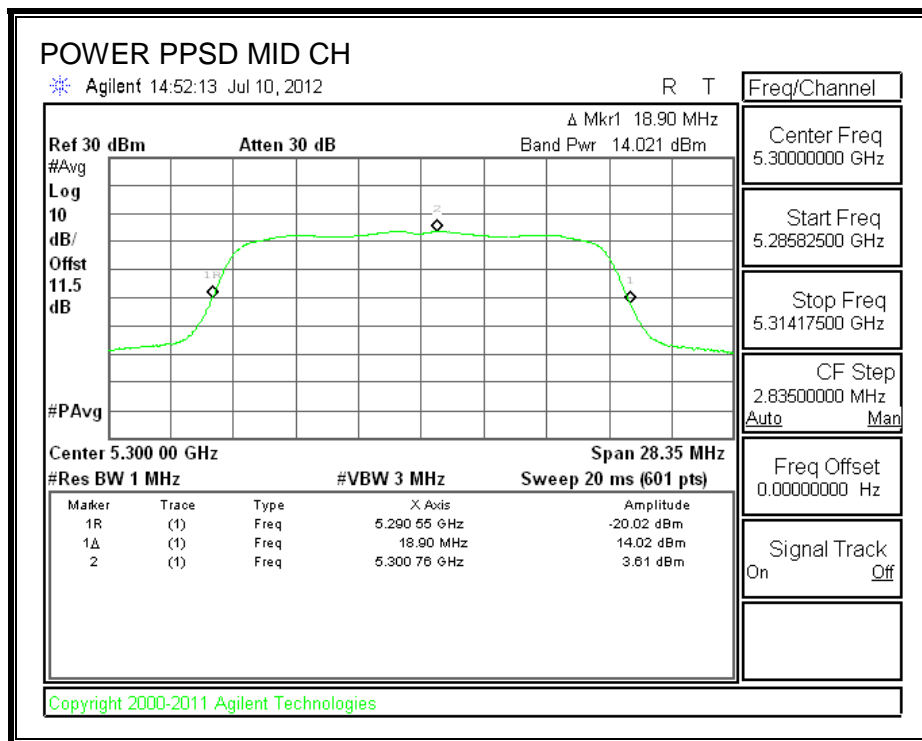 POWER PPSD MID CH
Agilent 14:52:13 Jul 10, 2012
R T
Δ Mkr1 18.90 MHz
Ref 30 dBm Atten 30 dB Band Pwr 14.021 dBm
#Avg
Log
10
dB/
Offst
11.5
dB
#PAvg
1R
2
1
Center 5.300 00 GHz Span 28.35 MHz
#Res BW 1 MHz #VBW 3 MHz Sweep 20 ms (601 pts)
Marker Trace Type X Axis Amplitude
1R (1) Freq 5.290 55 GHz -20.02 dBm
1Δ (1) Freq 18.90 MHz 14.02 dBm
2 (1) Freq 5.300 76 GHz 3.61 dBm
Freq/Channel
Center Freq
5.30000000 GHz
Start Freq
5.28582500 GHz
Stop Freq
5.31417500 GHz
CF Step
2.83500000 MHz
Auto Man
Freq Offset
0.00000000 Hz
Signal Track
On Off
Copyright 2000-2011 Agilent Technologies